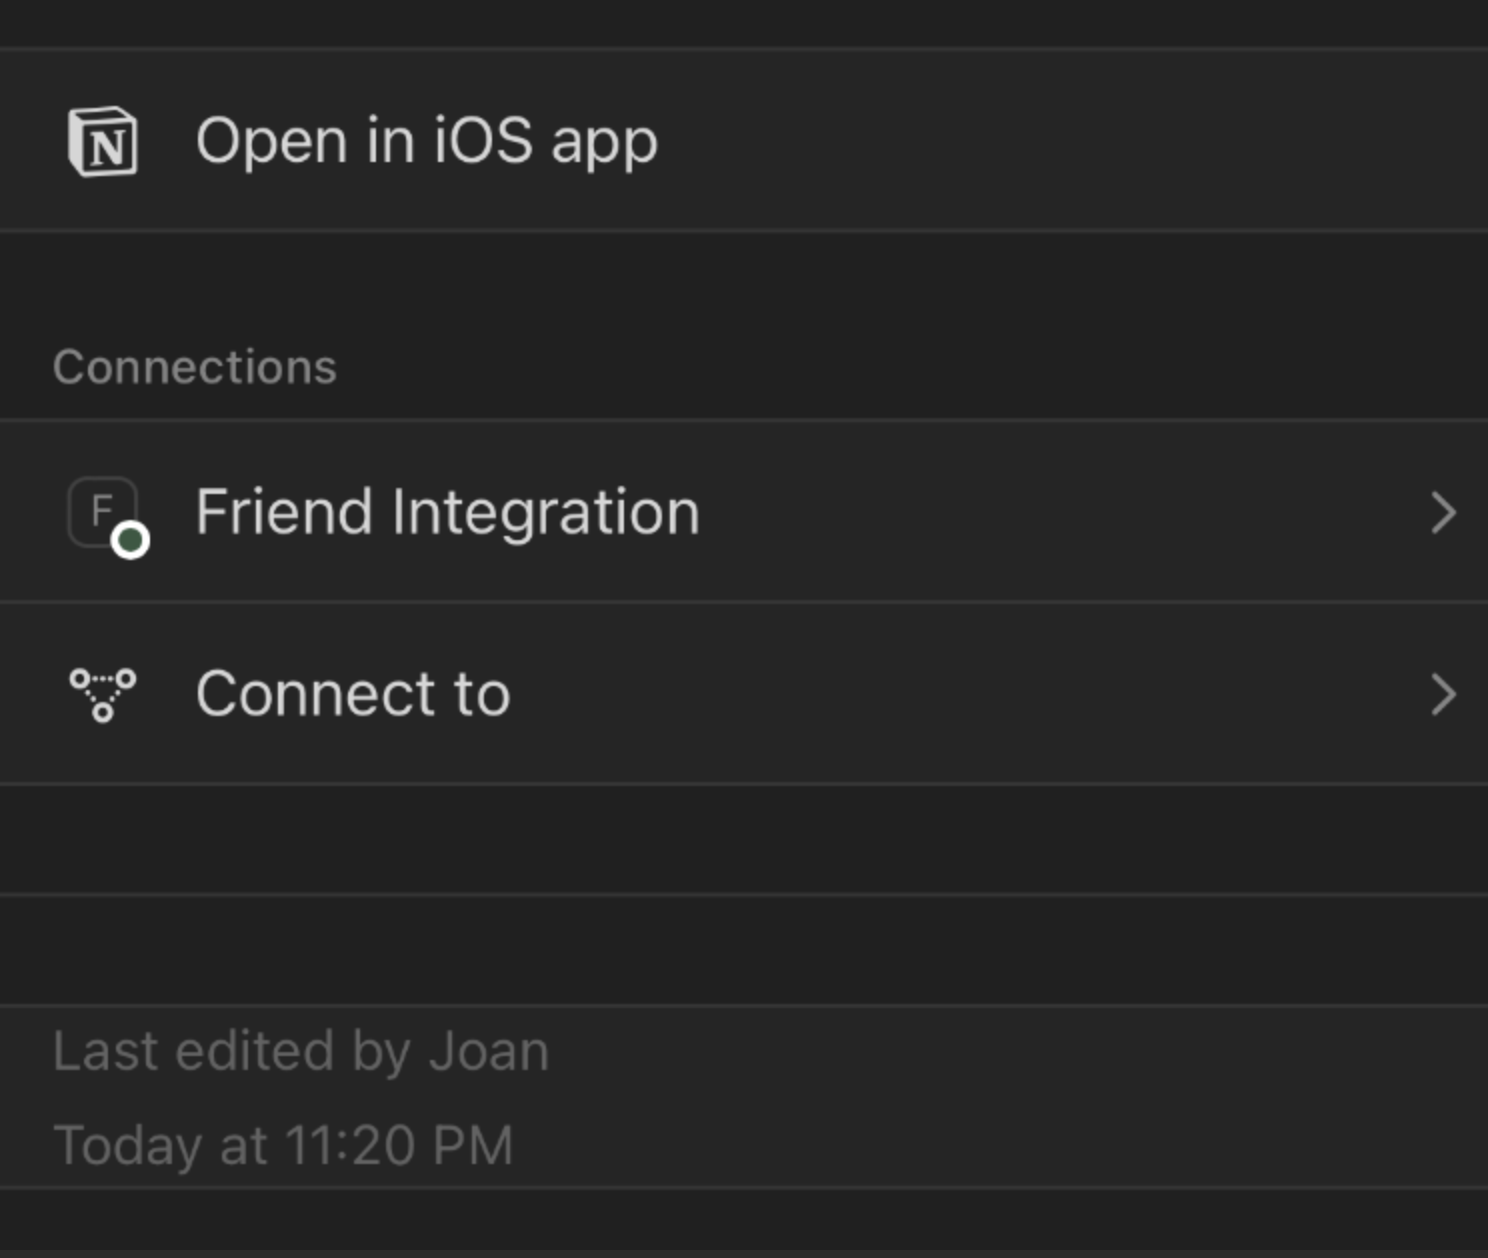 N
Open in iOS app
Connections
F
Friend Integration
Connect to
Last edited by Joan
Today at 11:20 PM